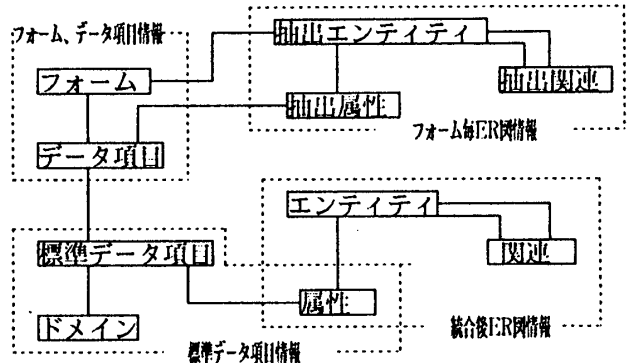 フォーム、データ項目情報
抽出エンティティ
フォーム
抽出関連
抽出属性
フォーム毎ER図情報
データ項目
エンティティ
標準データ項目
関連
属性
ドメイン
統合後ER図情報
標準データ項目情報